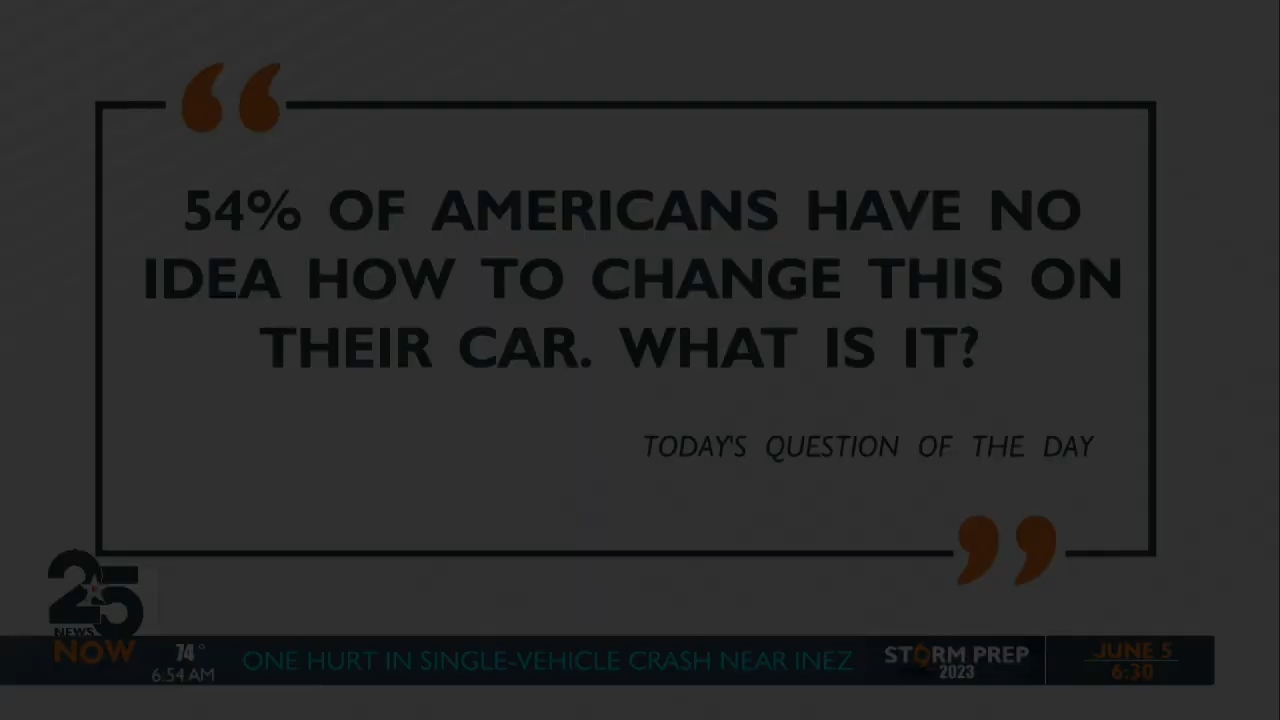 54% OF AMERICANS HAVE NO
IDEA HOW TO CHANGE THIS ON
THEIR CAR. WHAT IS IT?
TODAY'S QUESTION OF THE DAY
25
NEWS
NOW
74°
6:54 AM
ONE HURT IN SINGLE-VEHICLE CRASH NEAR INEZ
STORM PREP
2023
JUNE 5
6:30